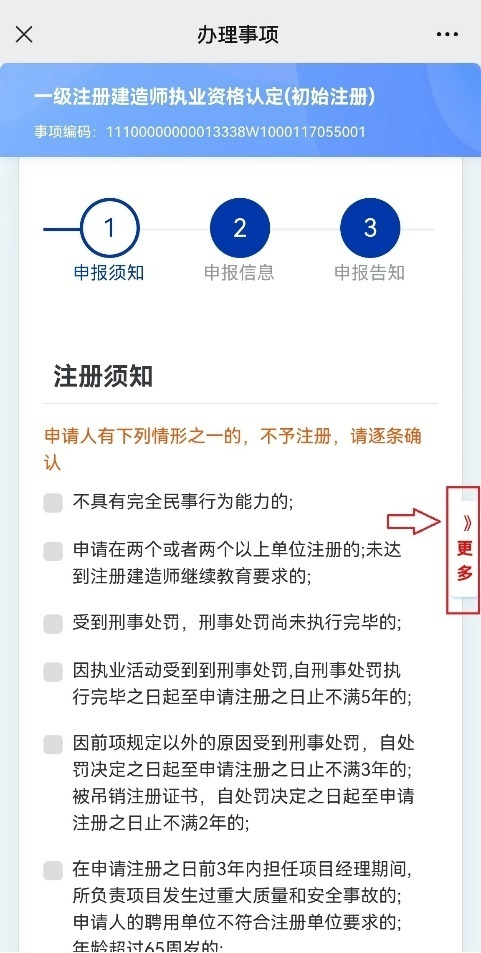 办理事项
一级注册建造师执业资格认定(初始注册)
事项编码：11100000000013338W1000117055001
1
2
3
申报须知
申报信息
申报告知
注册须知
申请人有下列情形之一的，不予注册，请逐条确
认
不具有完全民事行为能力的;
申请在两个或者两个以上单位注册的;未达
到注册建造师继续教育要求的;
受到刑事处罚，刑事处罚尚未执行完毕的;
因执业活动受到到刑事处罚,自刑事处罚执
行完毕之日起至申请注册之日止不满5年的;
因前项规定以外的原因受到刑事处罚，自处
罚决定之日起至申请注册之日止不满3年的;
被吊销注册证书，自处罚决定之日起至申请
注册之日止不满2年的;
在申请注册之日前3年内担任项目经理期间,
所负责项目发生过重大质量和安全事故的;
申请人的聘用单位不符合注册单位要求的;
年龄超过65周岁的;
》
更
多